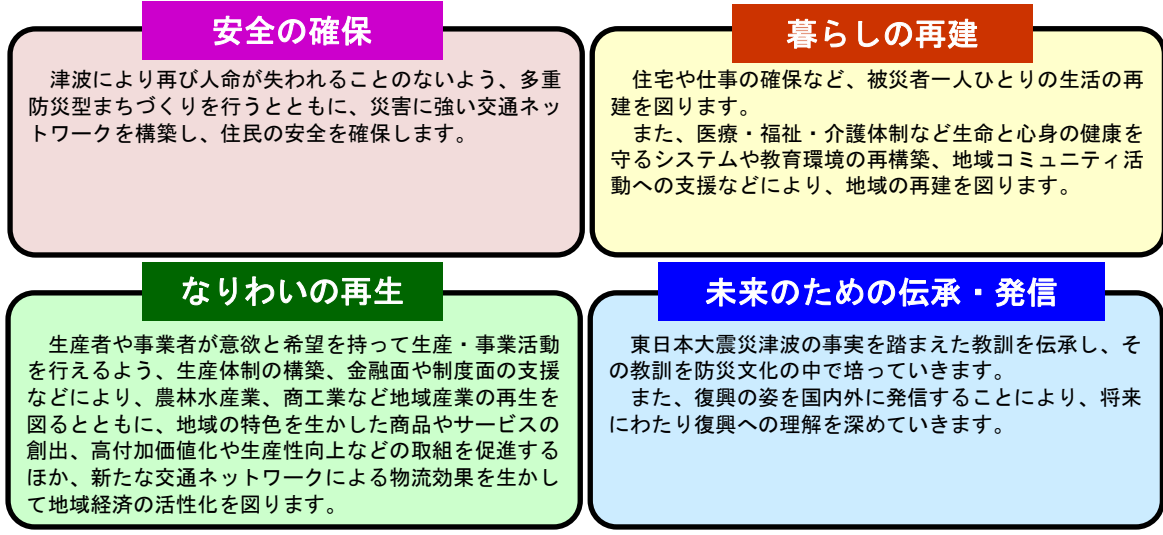 安全の確保
　津波により再び人命が失われることのないよう、多重
防災型まちづくりを行うとともに、災害に強い交通ネッ
トワークを構築し、住民の安全を確保します。
暮らしの再建
　住宅や仕事の確保など、被災者一人ひとりの生活の再
建を図ります。
　また、医療・福祉・介護体制など生命と心身の健康を
守るシステムや教育環境の再構築、地域コミュニティ活
動への支援などにより、地域の再建を図ります。
なりわいの再生
　生産者や事業者が意欲と希望を持って生産・事業活動
を行えるよう、生産体制の構築、金融面や制度面の支援
などにより、農林水産業、商工業など地域産業の再生を
図るとともに、地域の特色を生かした商品やサービスの
創出、高付加価値化や生産性向上などの取組を促進する
ほか、新たな交通ネットワークによる物流効果を生かし
て地域経済の活性化を図ります。
未来のための伝承・発信
　東日本大震災津波の事実を踏まえた教訓を伝承し、そ
の教訓を防災文化の中で培っていきます。
　また、復興の姿を国内外に発信することにより、将来
にわたり復興への理解を深めていきます。